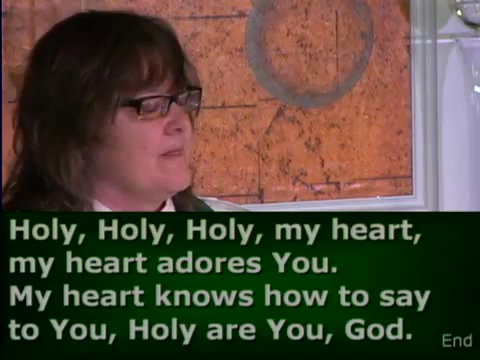 Holy, Holy, Holy, my heart,
my heart adores You.
My heart knows how to say
to You, Holy are You, God.
End